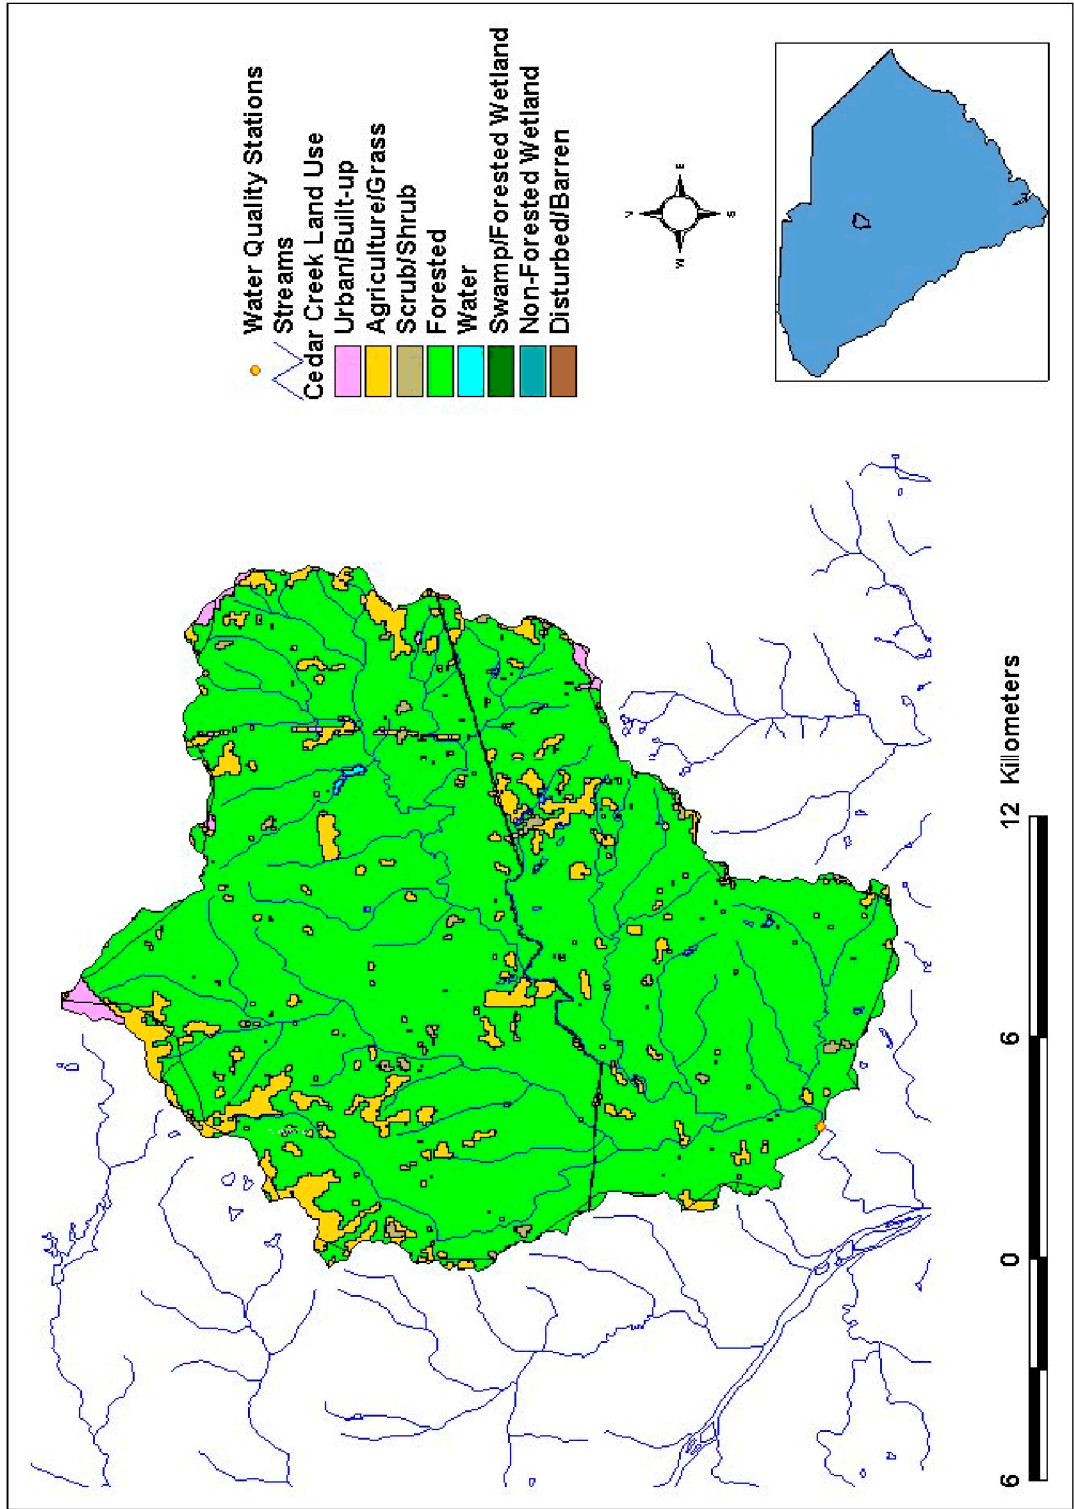 Water Quality Stations
Streams
Cedar Creek Land Use
Urban/Built-up
Agriculture/Grass
Scrub/Shrub
Forested
Water
Swamp/Forested Wetland
Non-Forested Wetland
Disturbed/Barren
N
W
E
S
6 0 6 12 Kilometers